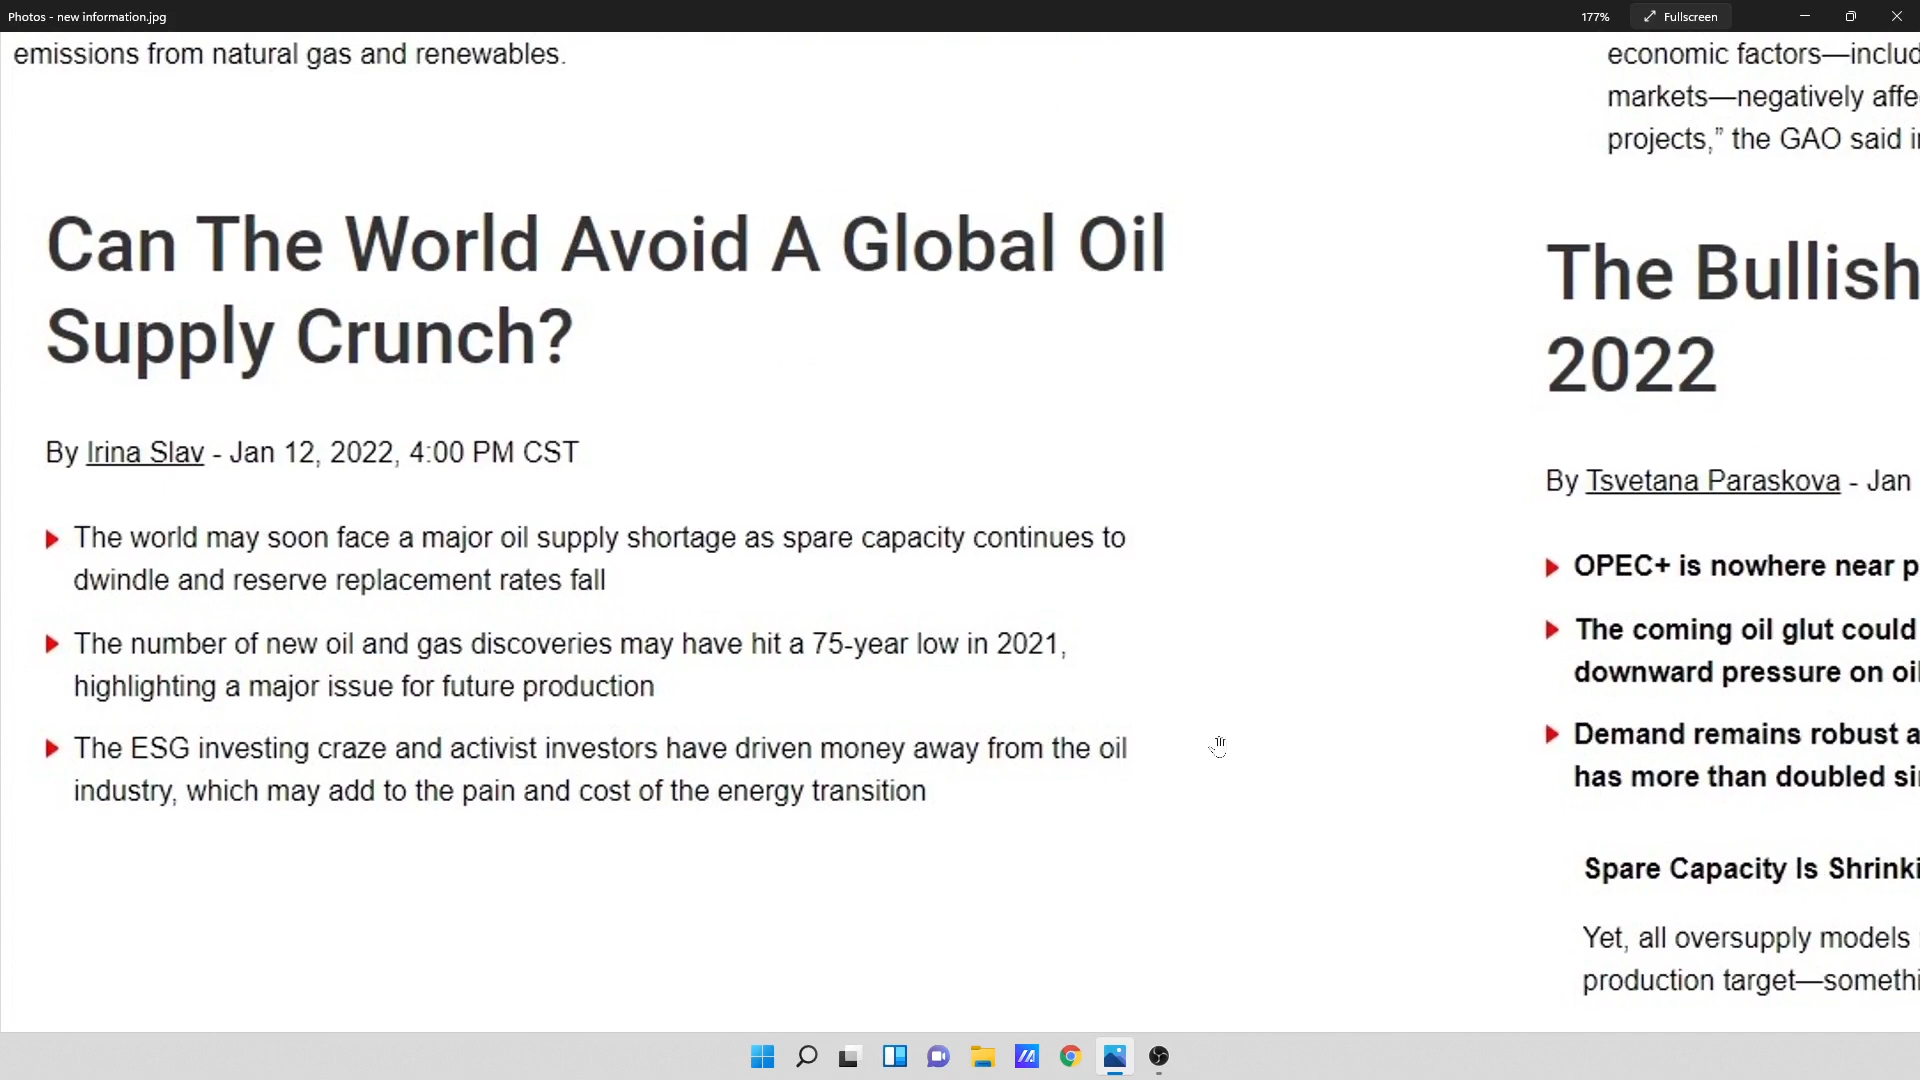 Photos - new information.jpg
177%
Fullscreen
emissions from natural gas and renewables.
Can The World Avoid A Global Oil
Supply Crunch?
By Irina Slav - Jan 12, 2022, 4:00 PM CST
The world may soon face a major oil supply shortage as spare capacity continues to
dwindle and reserve replacement rates fall
The number of new oil and gas discoveries may have hit a 75-year low in 2021,
highlighting a major issue for future production
The ESG investing craze and activist investors have driven money away from the oil
industry, which may add to the pain and cost of the energy transition
economic factors—includ
markets—negatively affe
projects,” the GAO said i
The Bullish
2022
By Tsvetana Paraskova - Jan
OPEC+ is nowhere near p
The coming oil glut could
downward pressure on oil
Demand remains robust a
has more than doubled si
Spare Capacity Is Shrinki
Yet, all oversupply models
production target—somethi